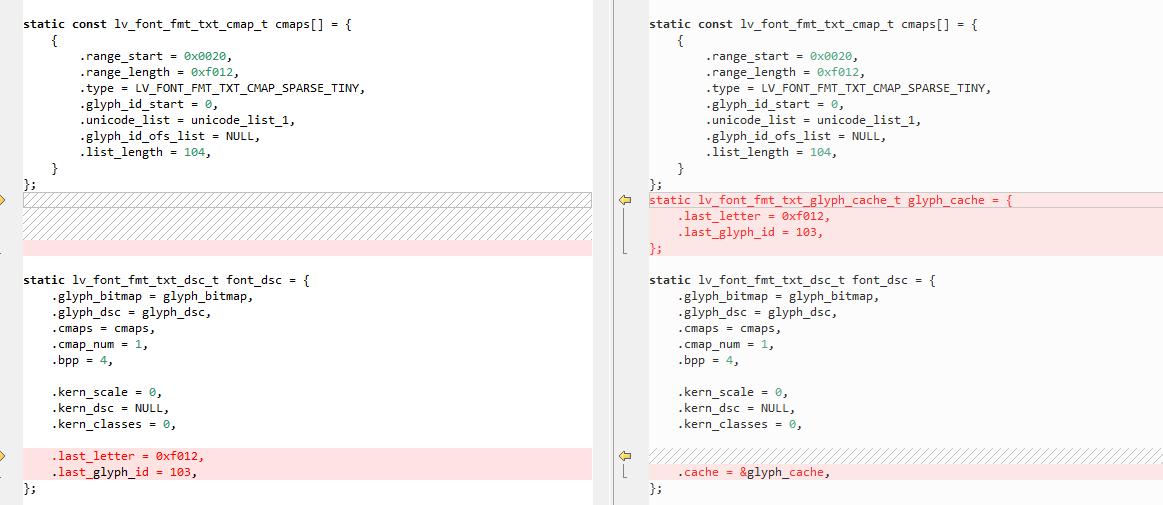 static const lv_font_fmt_txt_cmap_t cmaps[] = {
    {
        .range_start = 0x0020,
        .range_length = 0xf012,
        .type = LV_FONT_FMT_TXT_CMAP_SPARSE_TINY,
        .glyph_id_start = 0,
        .unicode_list = unicode_list_1,
        .glyph_id_ofs_list = NULL,
        .list_length = 104,
    }
};

static lv_font_fmt_txt_dsc_t font_dsc = {
    .glyph_bitmap = glyph_bitmap,
    .glyph_dsc = glyph_dsc,
    .cmaps = cmaps,
    .cmap_num = 1,
    .bpp = 4,

    .kern_scale = 0,
    .kern_dsc = NULL,
    .kern_classes = 0,

    .last_letter = 0xf012,
    .last_glyph_id = 103,
};

static const lv_font_fmt_txt_cmap_t cmaps[] = {
    {
        .range_start = 0x0020,
        .range_length = 0xf012,
        .type = LV_FONT_FMT_TXT_CMAP_SPARSE_TINY,
        .glyph_id_start = 0,
        .unicode_list = unicode_list_1,
        .glyph_id_ofs_list = NULL,
        .list_length = 104,
    }
};
static lv_font_fmt_txt_glyph_cache_t glyph_cache = {
    .last_letter = 0xf012,
    .last_glyph_id = 103,
};

static lv_font_fmt_txt_dsc_t font_dsc = {
    .glyph_bitmap = glyph_bitmap,
    .glyph_dsc = glyph_dsc,
    .cmaps = cmaps,
    .cmap_num = 1,
    .bpp = 4,

    .kern_scale = 0,
    .kern_dsc = NULL,
    .kern_classes = 0,

    .cache = &glyph_cache,
};